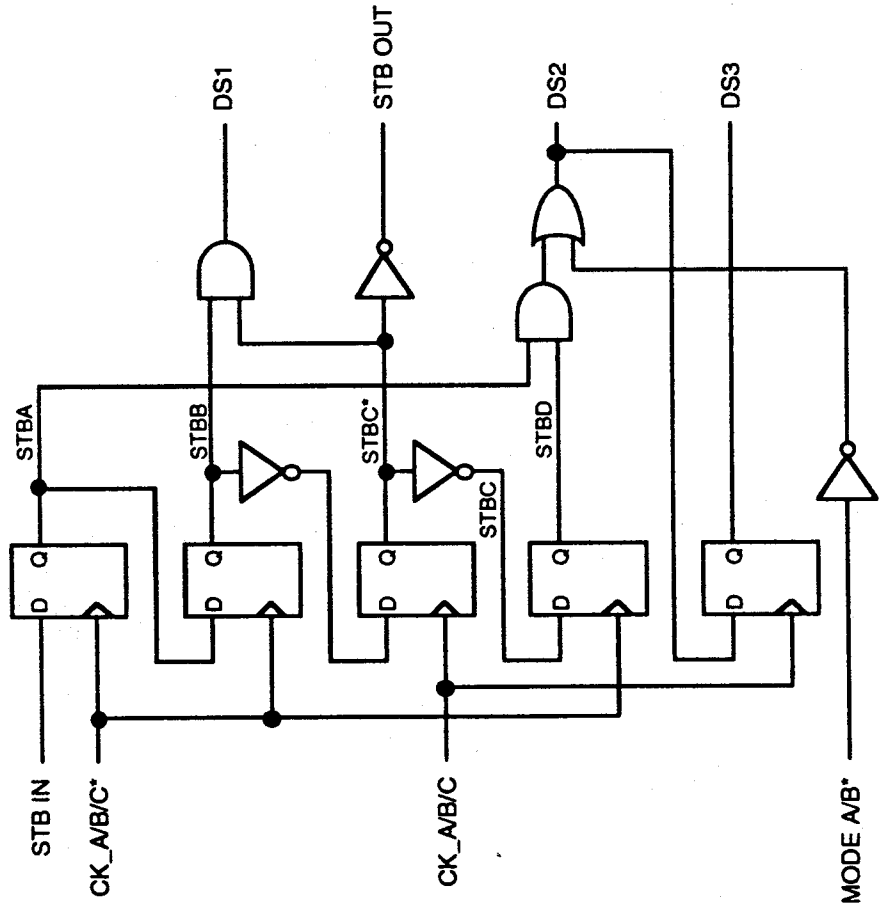 STB IN
CK_A/B/C*
CK_A/B/C
MODE A/B*
D
Q
D
Q
D
Q
D
Q
D
Q
STBA
STBB
STBC*
STBC
STBD
DS1
STB OUT
DS2
DS3